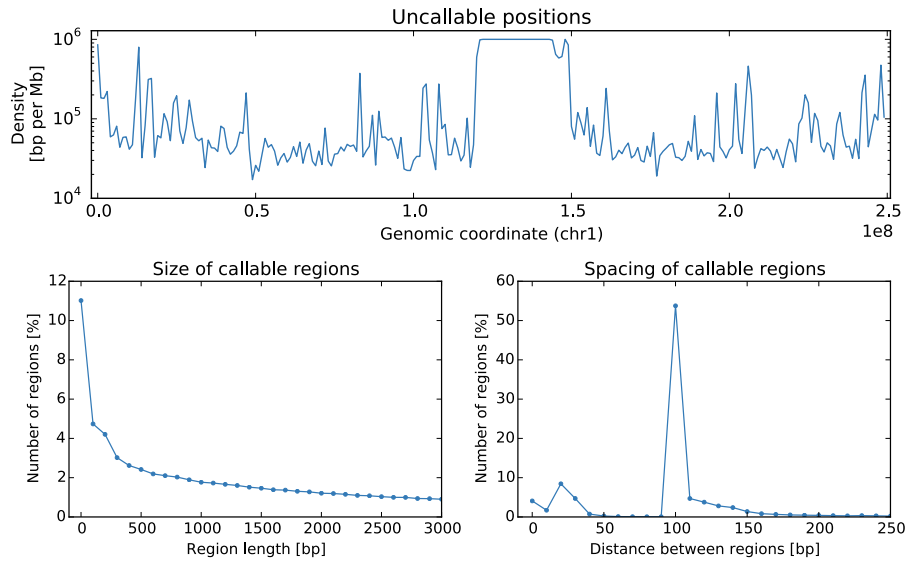 Uncallable positions
Density
[bp per Mb]
10^6
10^5
10^4
0.0 0.5 1.0 1.5 2.0 2.5
1e8
Genomic coordinate (chr1)
Size of callable regions
Number of regions [%]
12
10
8
6
4
2
0
0 500 1000 1500 2000 2500 3000
Region length [bp]
Spacing of callable regions
Number of regions [%]
60
50
40
30
20
10
0
0 50 100 150 200 250
Distance between regions [bp]